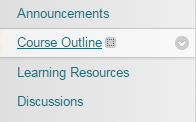 Announcements
Course Outline
Learning Resources
Discussions